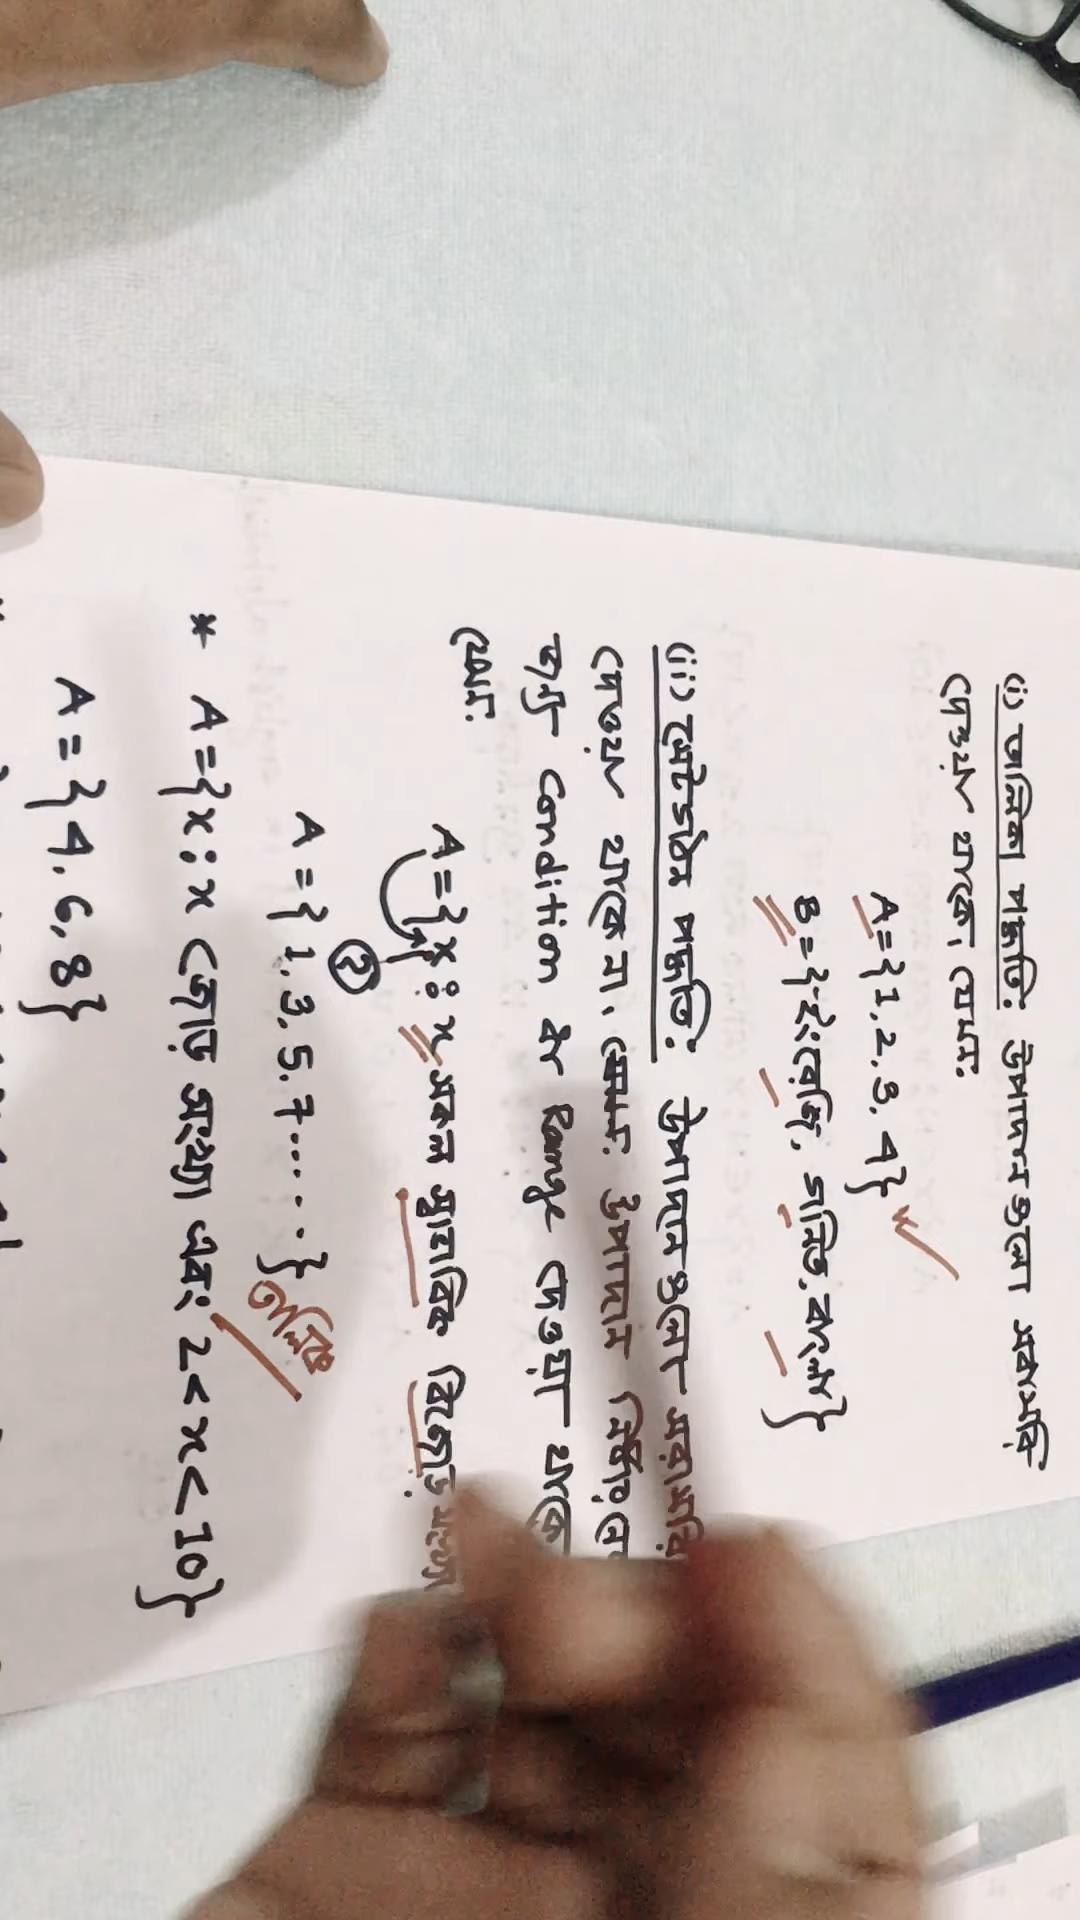 (i) তালিকা পদ্ধতি: উপাদানগুলো সরাসরি
দেওয়া থাকে। যেমন:
A={1,2,3,4}
B={ইংরেজি, গণিত, বাংলা}
(ii) সেট গঠন পদ্ধতি: উপাদানগুলো সরাসরি
দেওয়া থাকে না, উপাদান
জন্য Condition বা Range দেওয়া থাকে
যেমন:
A={x:x সকল স্বাভাবিক বিজোড় সংখ্যা
?
A={1,3,5,7.....}
তালিকা
* A={x:x জোড় সংখ্যা এবং 2<x<10}
A={4,6,8}